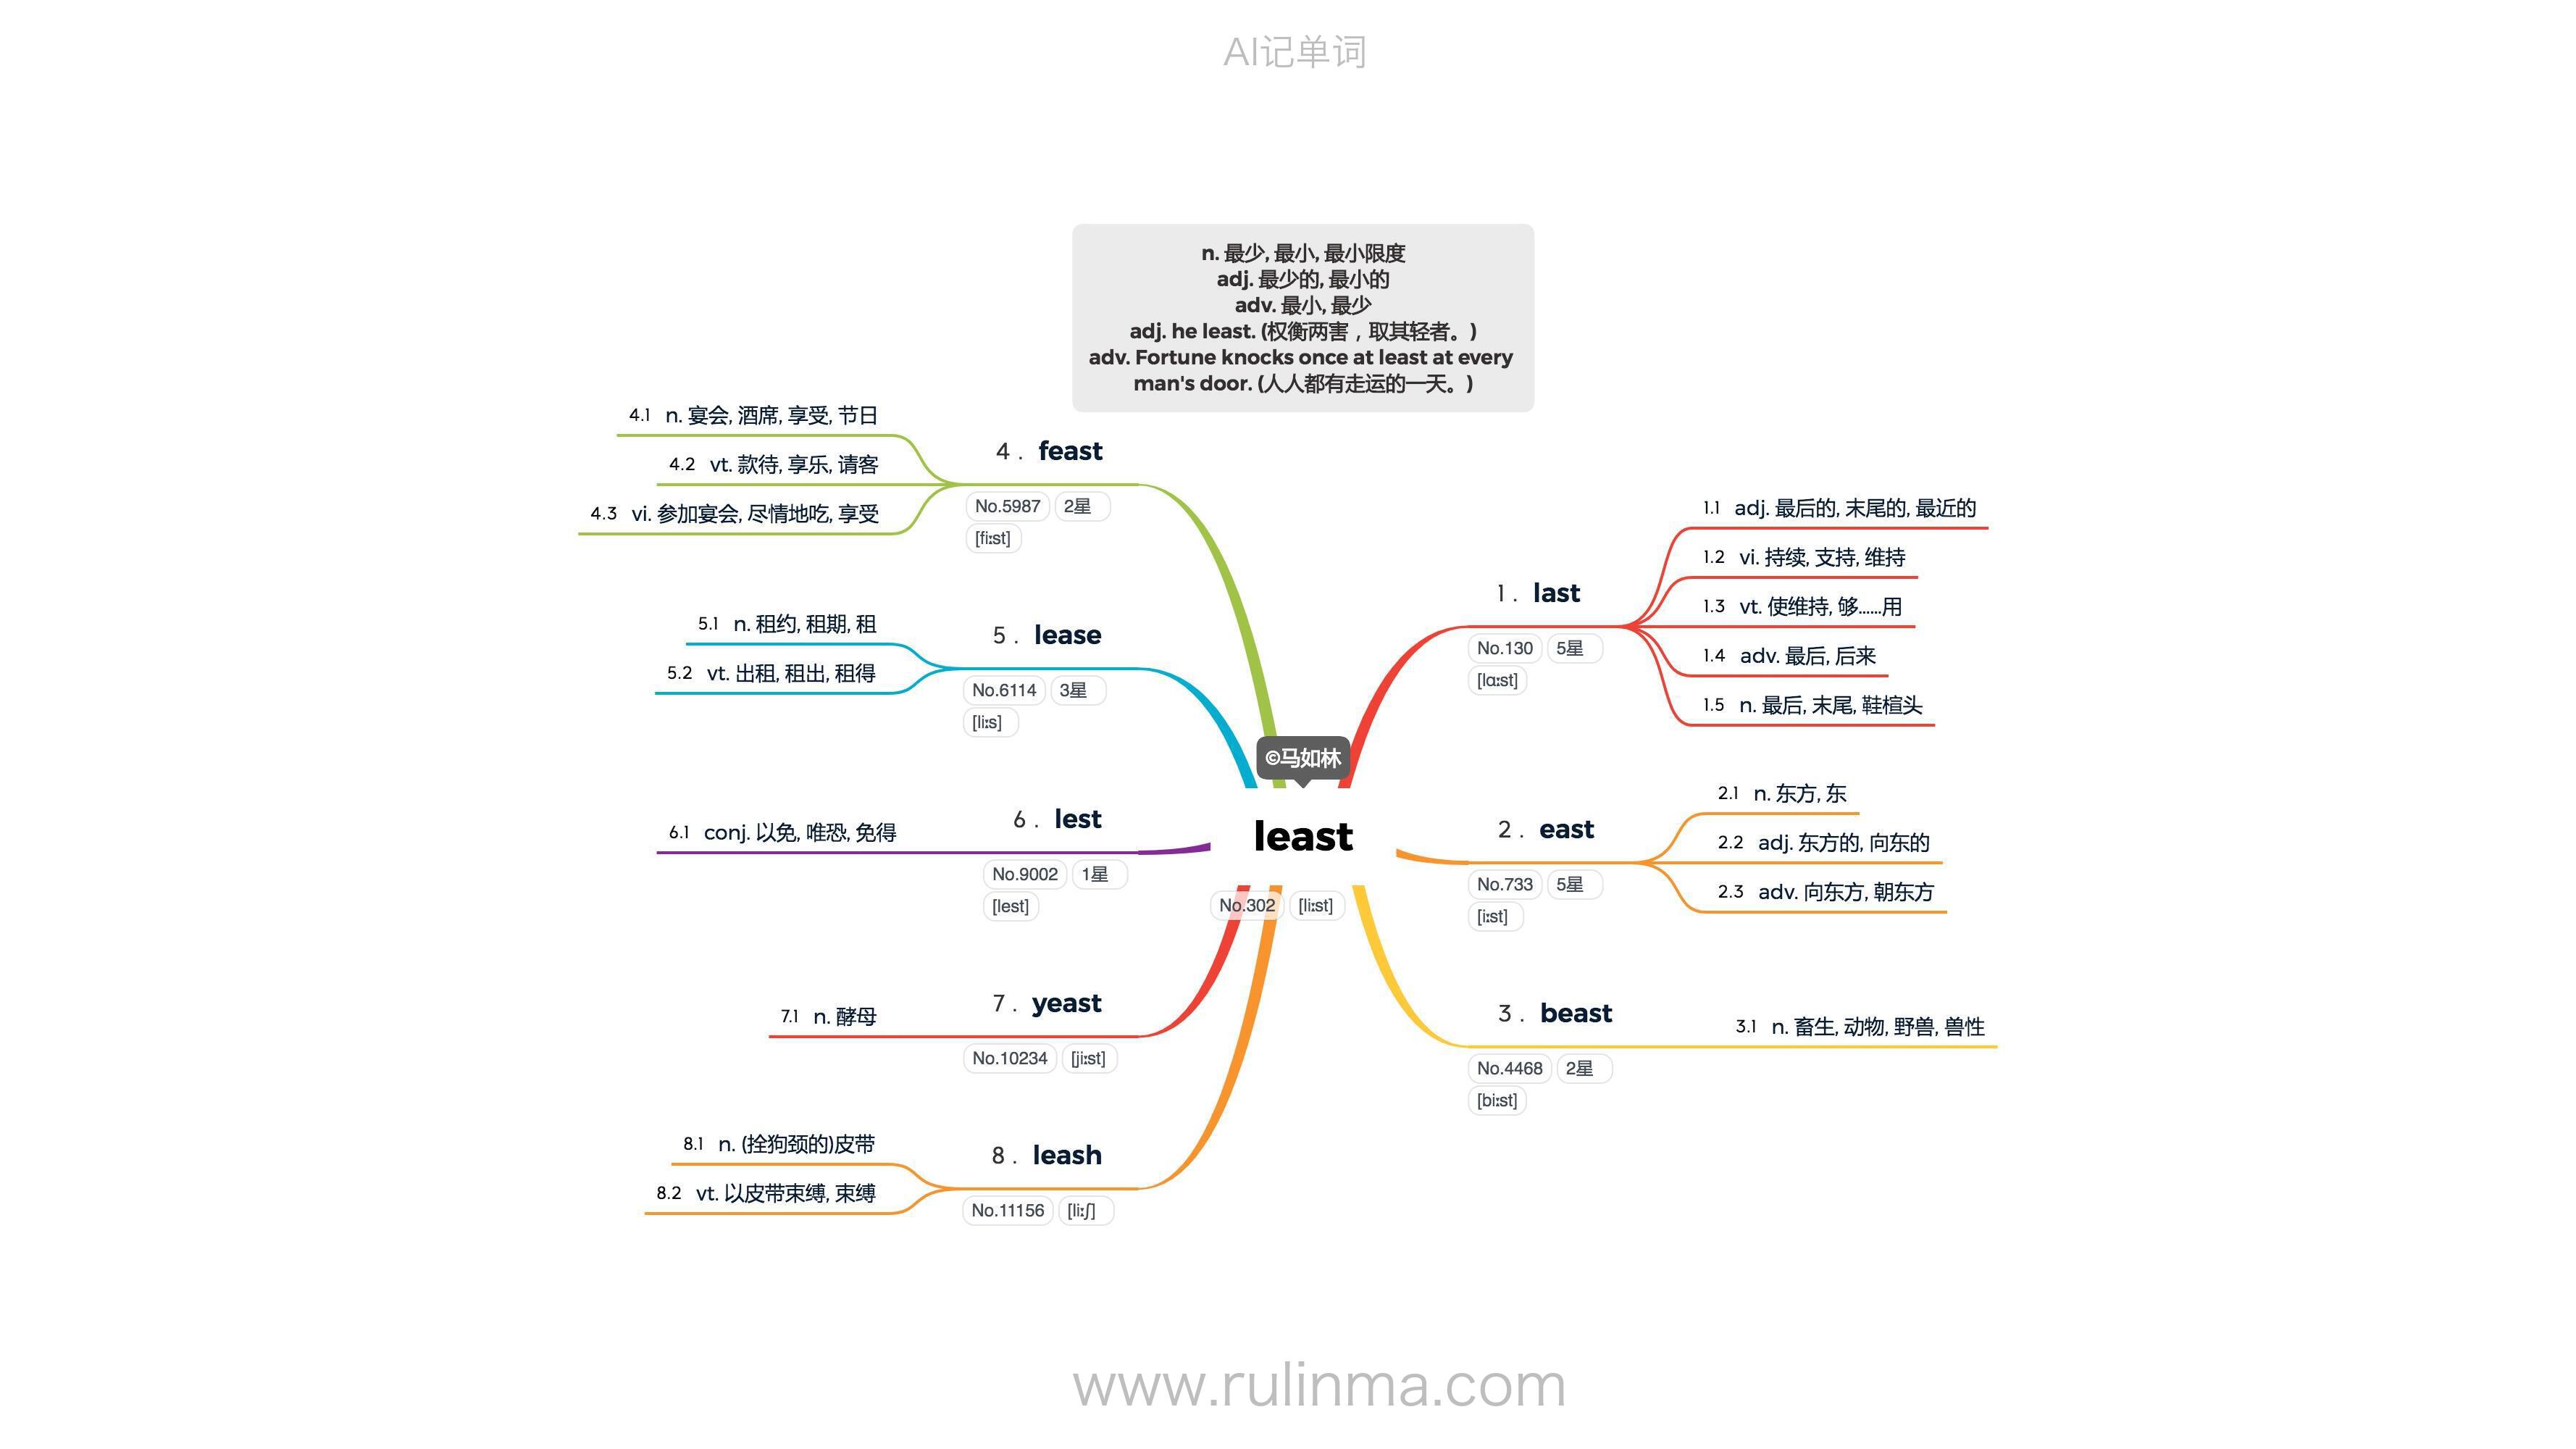 AI记单词
n. 最少, 最小, 最小限度
adj. 最少的, 最小的
adv. 最小, 最少
adj. he least. (权衡两害，取其轻者。)
adv. Fortune knocks once at least at every
man's door. (人人都有走运的一天。)
©马如林
least
No.302 [li:st]
1 . last
No.130 5星
[lɑ:st]
1.1 adj. 最后的, 末尾的, 最近的
1.2 vi. 持续, 支持, 维持
1.3 vt. 使维持, 够……用
1.4 adv. 最后, 后来
1.5 n. 最后, 末尾, 鞋楦头
2 . east
No.733 5星
[i:st]
2.1 n. 东方, 东
2.2 adj. 东方的, 向东的
2.3 adv. 向东方, 朝东方
3 . beast
No.4468 2星
[bi:st]
3.1 n. 畜生, 动物, 野兽, 兽性
4 . feast
No.5987 2星
[fi:st]
4.1 n. 宴会, 酒席, 享受, 节日
4.2 vt. 款待, 享乐, 请客
4.3 vi. 参加宴会, 尽情地吃, 享受
5 . lease
No.6114 3星
[li:s]
5.1 n. 租约, 租期, 租
5.2 vt. 出租, 租出, 租得
6 . lest
No.9002 1星
[lest]
6.1 conj. 以免, 唯恐, 免得
7 . yeast
No.10234 [ji:st]
7.1 n. 酵母
8 . leash
No.11156 [li:ʃ]
8.1 n. (拴狗颈的)皮带
8.2 vt. 以皮带束缚, 束缚
www.rulinma.com